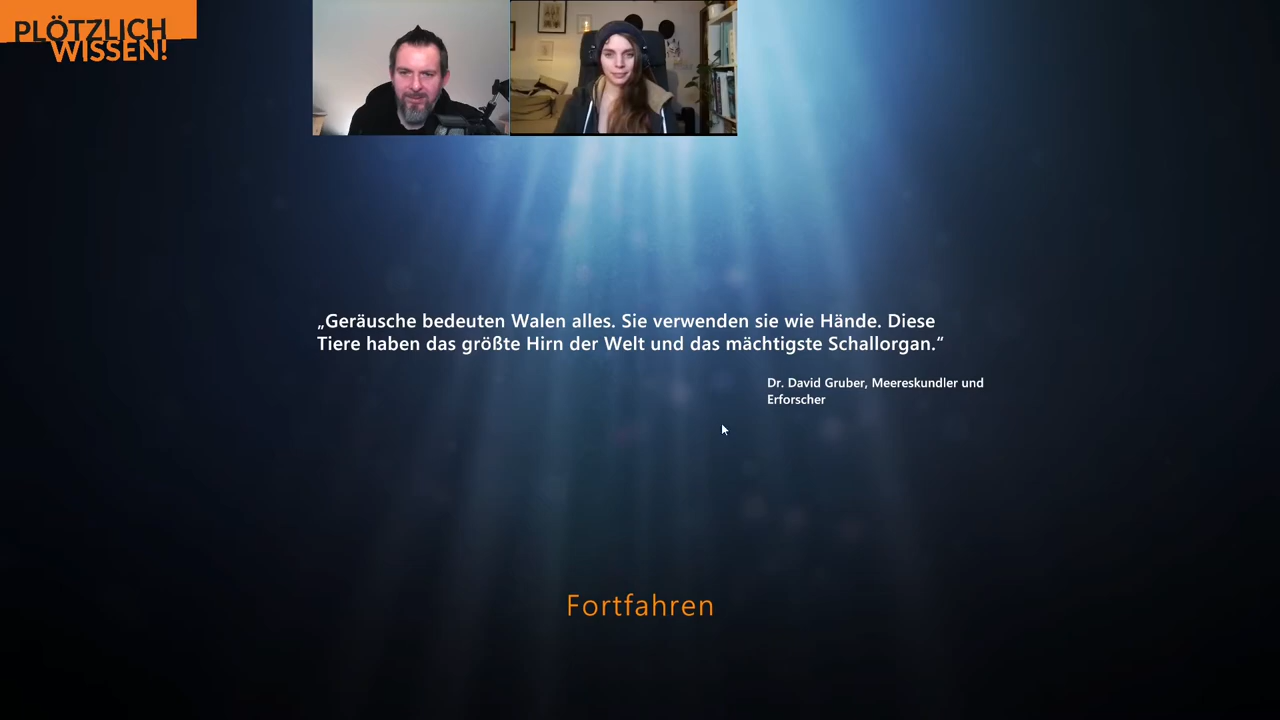 PLÖTZLICH
WISSEN!
„Geräusche bedeuten Walen alles. Sie verwenden sie wie Hände. Diese
Tiere haben das größte Hirn der Welt und das mächtigste Schallorgan.“
Dr. David Gruber, Meereskundler und
Erforscher
Fortfahren